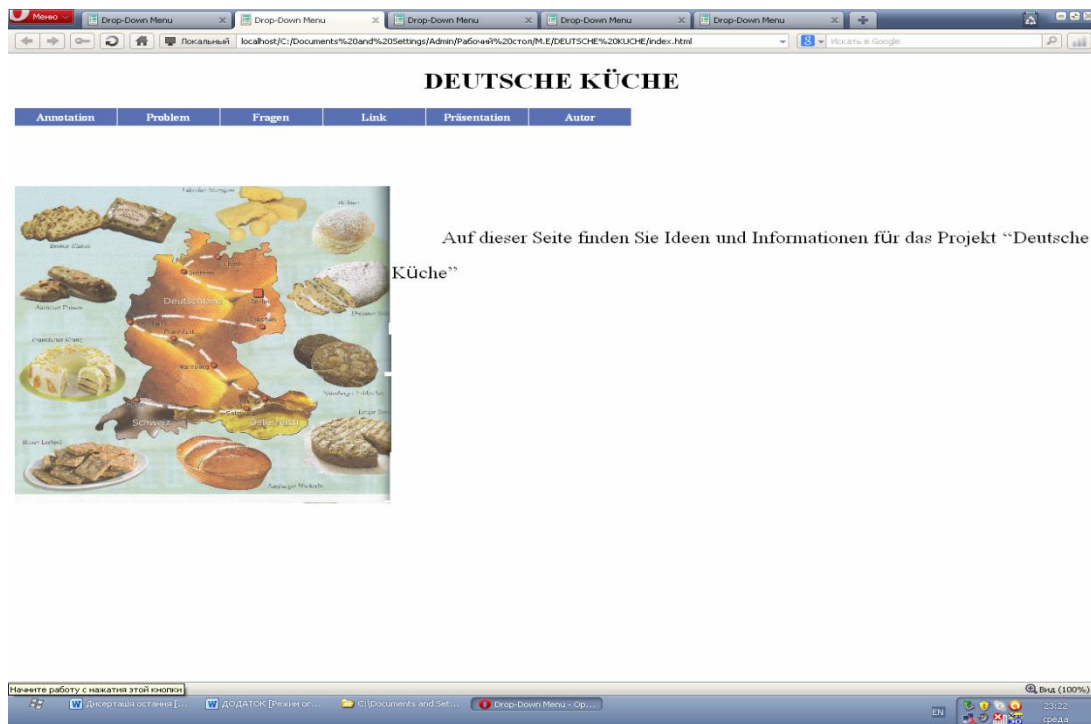 Меню
Drop-Down Menu
Drop-Down Menu
Drop-Down Menu
Drop-Down Menu
Drop-Down Menu
Локальный
localhost/C:/Documents%20and%20Settings/Admin/Рабочий%20стол/M.E/DEUTSCHE%20KUCHE/index.html
Искать в Google
DEUTSCHE KÜCHE
Annotation
Problem
Fragen
Link
Präsentation
Autor
Deutschland
Berlin
Dresden
Frankfurt
Nürnberg
Schweiz
Österreich
Auf dieser Seite finden Sie Ideen und Informationen für das Projekt “Deutsche
Küche”
Начните работу с нажатия этой кнопки
Вид (100%)
Дисертація остання [...
ДОДАТОК [Режим ог...
C:\Documents and Set...
Drop-Down Menu - Op...
EN
23:22
среда